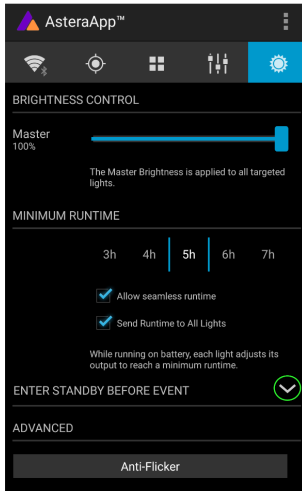 AsteraApp™
BRIGHTNESS CONTROL
Master
100%
The Master Brightness is applied to all targeted
lights.
MINIMUM RUNTIME
3h 4h 5h 6h 7h
Allow seamless runtime
Send Runtime to All Lights
While running on battery, each light adjusts its
output to reach a minimum runtime.
ENTER STANDBY BEFORE EVENT
ADVANCED
Anti-Flicker